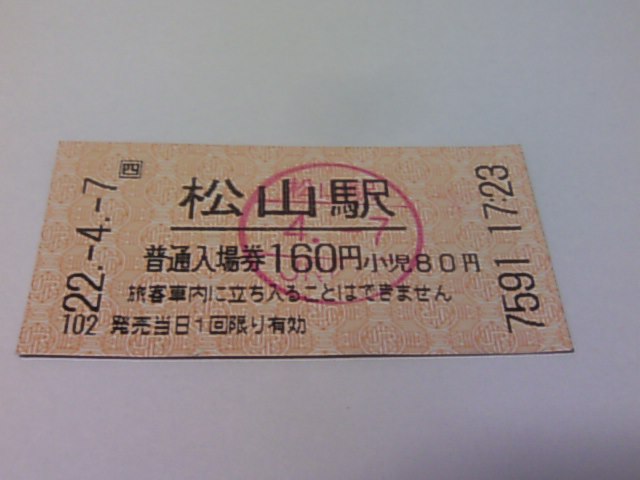 四
松山駅
普通入場券160円小児80円
旅客車内に立ち入ることはできません
102 発売当日1回限り有効
22.-4.-7
7591 17:23
4.-7